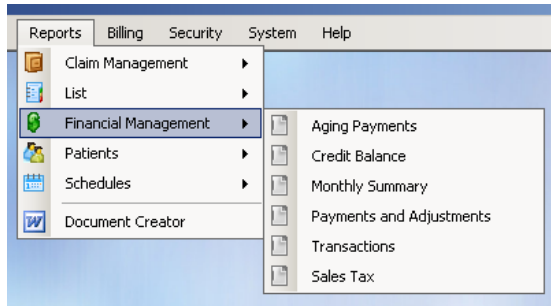 Reports Billing Security System Help
Claim Management
List
Financial Management
Patients
Schedules
Document Creator
Aging Payments
Credit Balance
Monthly Summary
Payments and Adjustments
Transactions
Sales Tax